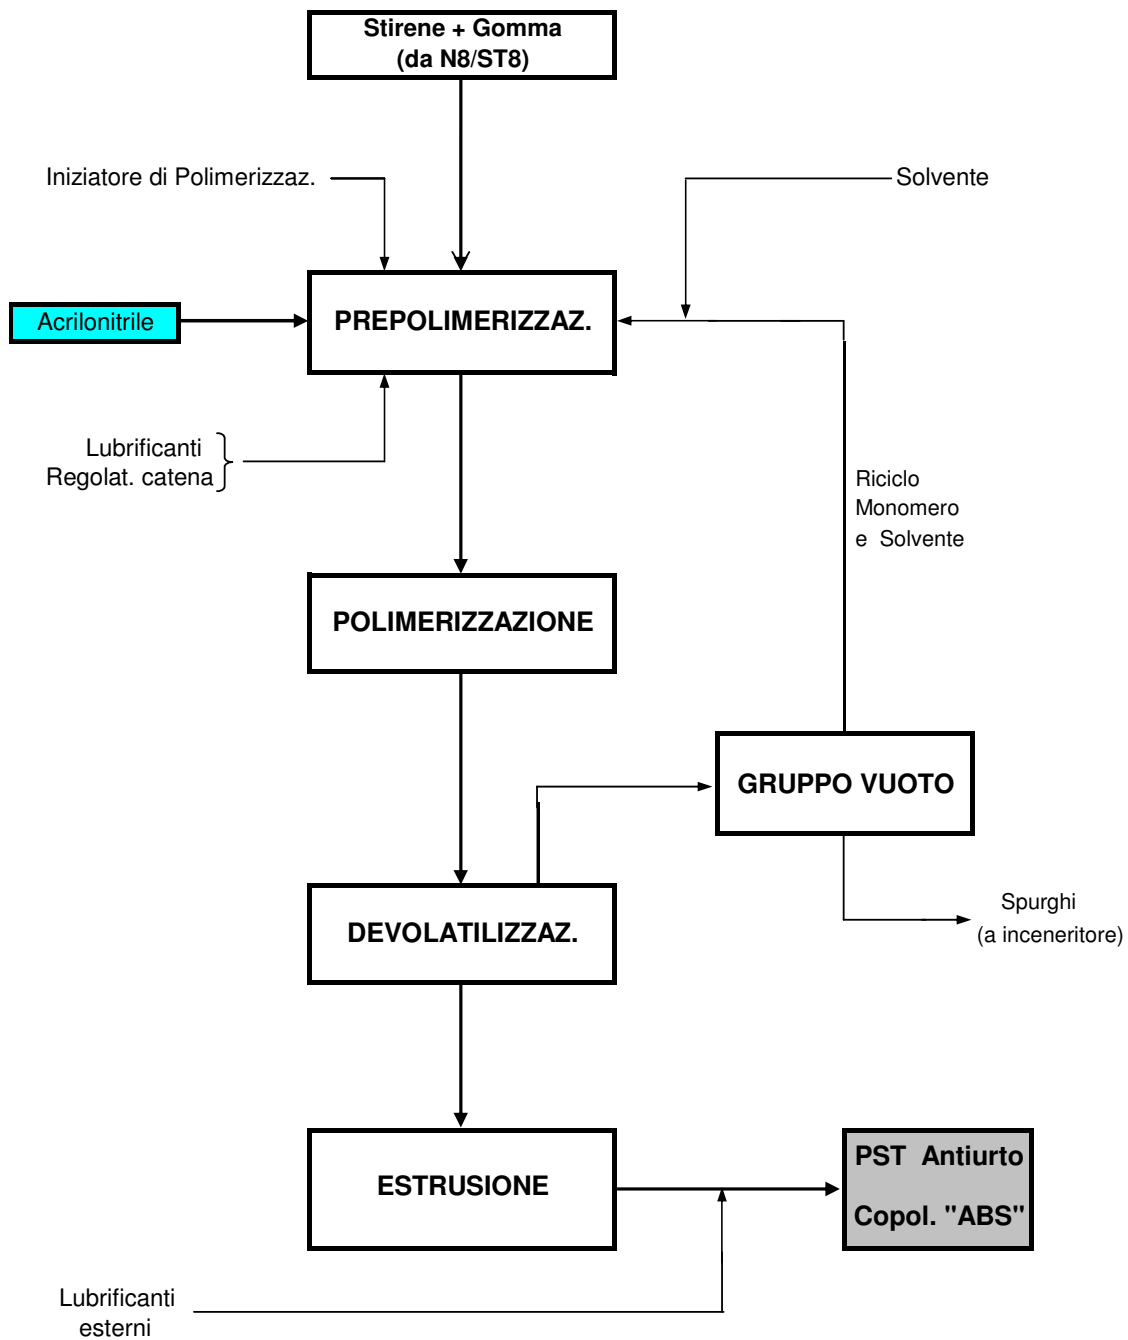 Stirene + Gomma
(da N8/ST8)
Iniziatore di Polimerizzaz.
Solvente
Acrilonitrile
PREPOLIMERIZZAZ.
Lubrificanti
Regolat. catena
Riciclo
Monomero
e Solvente
POLIMERIZZAZIONE
GRUPPO VUOTO
DEVOLATILIZZAZ.
Spurghi
(a inceneritore)
ESTRUSIONE
PST Antiurto
Copol. "ABS"
Lubrificanti
esterni